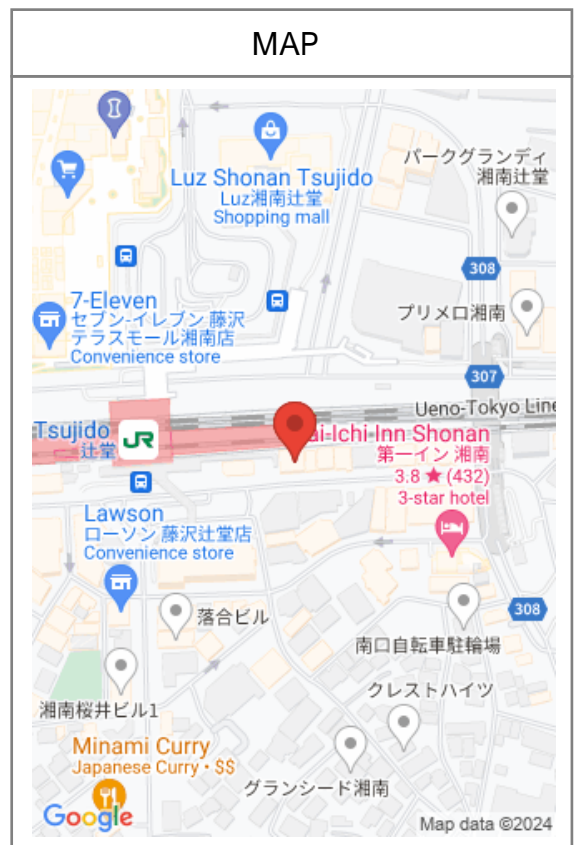 MAP
パークグランディ
湘南辻堂
Luz Shonan Tsujido
Luz湘南辻堂
Shopping mall
308
7-Eleven
セブン-イレブン 藤沢
テラスモール湘南店
Convenience store
プリメロ湘南
307
Ueno-Tokyo Line
Tsujido
辻堂
JR
ai-Ichi Inn Shonan
第一イン 湘南
3.8 ★ (432)
3-star hotel
Lawson
ローソン 藤沢辻堂店
Convenience store
308
落合ビル
南口自転車駐輪場
クレストハイツ
湘南桜井ビル1
Minami Curry
Japanese Curry・$$
グランシード湘南
Google
Map data ©2024